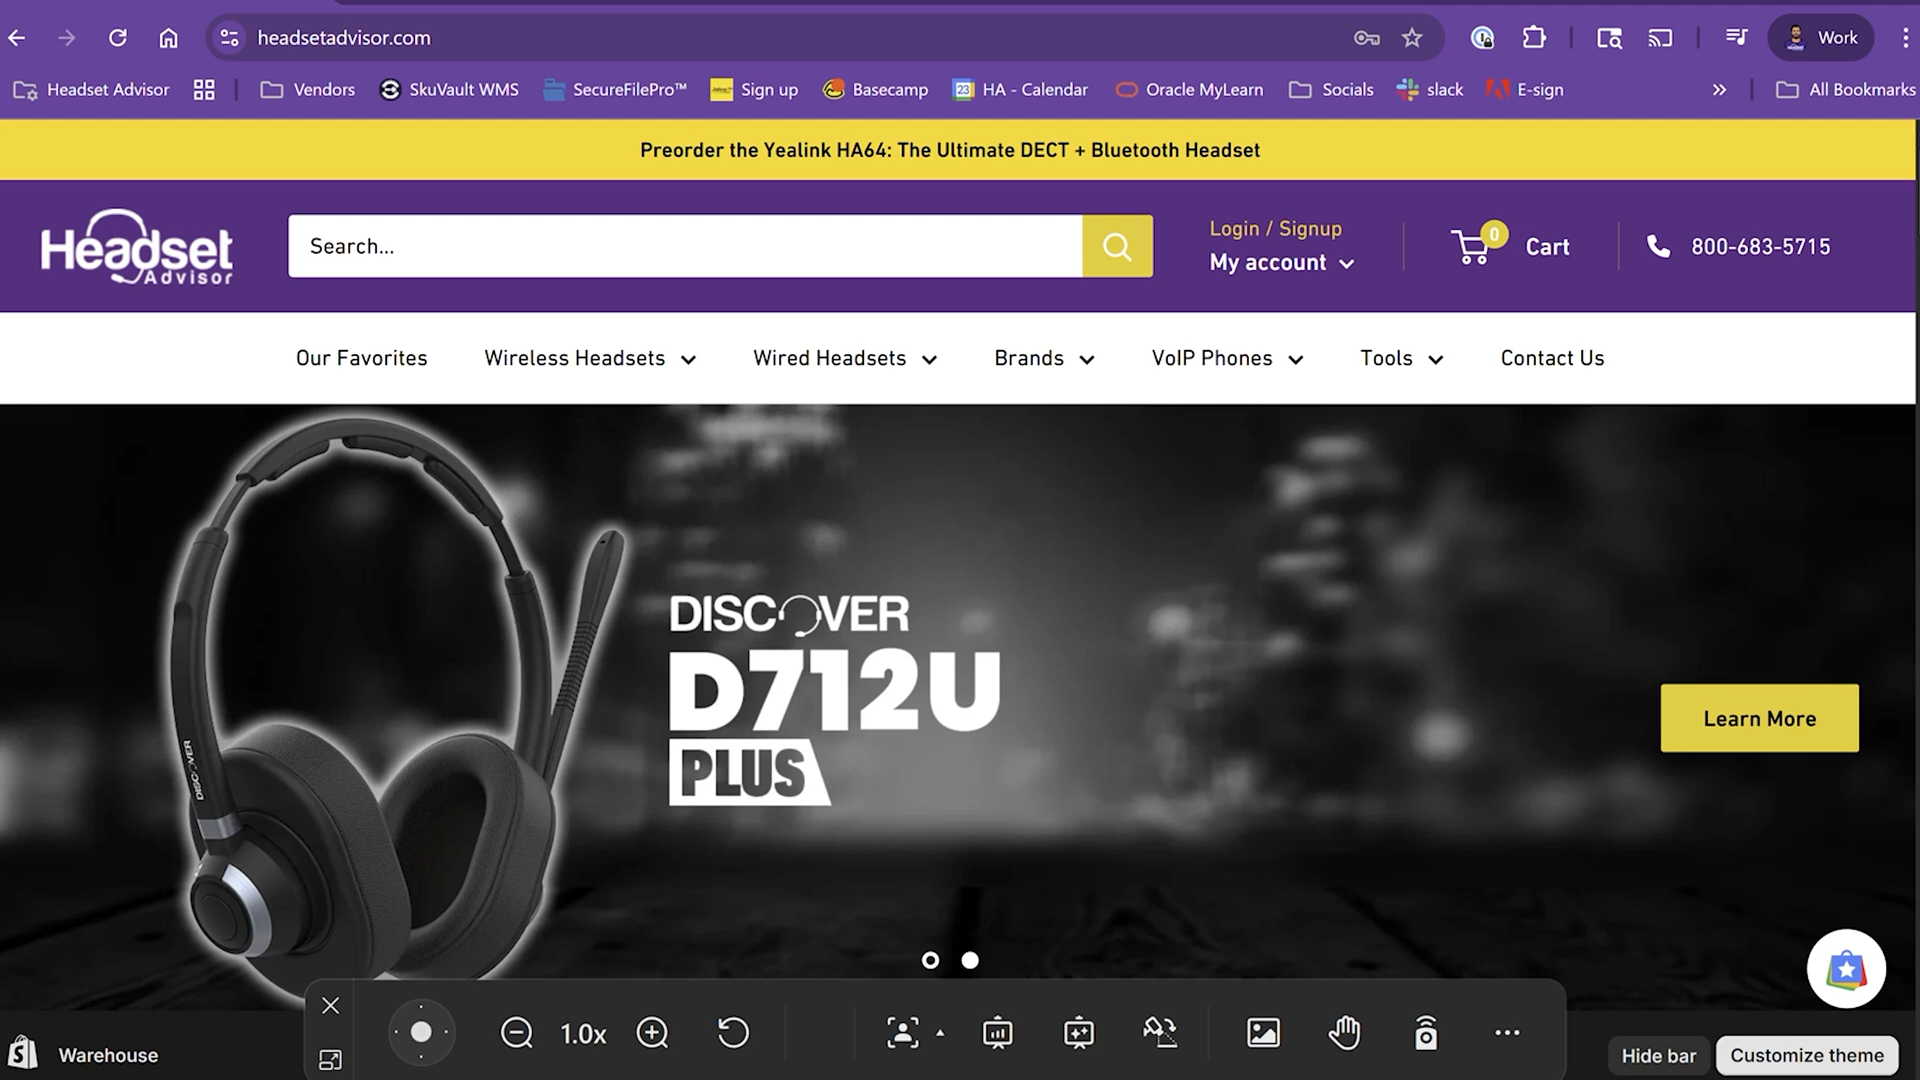 headsetadvisor.com
Work
Headset Advisor
Vendors
SkuVault WMS
SecureFilePro™
Sign up
Basecamp
23
HA - Calendar
Oracle MyLearn
Socials
slack
E-sign
»
All Bookmarks
Preorder the Yealink HA64: The Ultimate DECT + Bluetooth Headset
Headset
Advisor
Search...
Login / Signup
My account
0
Cart
800-683-5715
Our Favorites
Wireless Headsets
Wired Headsets
Brands
VoIP Phones
Tools
Contact Us
DISCOVER
D712U
PLUS
DISCOVER
Learn More
1.0x
Warehouse
Hide bar
Customize theme